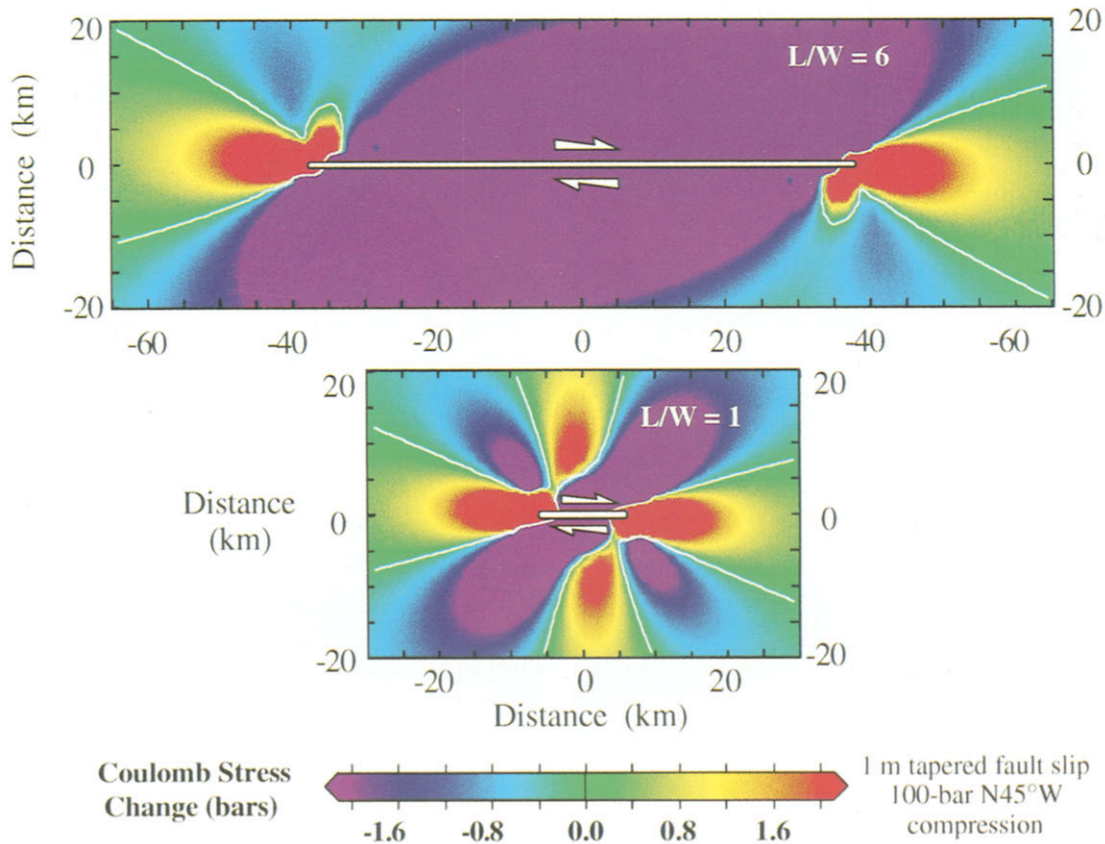 20 20
L/W = 6
Distance (km)
0 0
-20 -20
-60 -40 -20 0 20 -40 -60
20 20
L/W = 1
Distance
(km)
0 0
-20 -20
-20 0 20
Distance (km)
Coulomb Stress
Change (bars)
-1.6 -0.8 0.0 0.8 1.6
1 m tapered fault slip
100-bar N45°W
compression